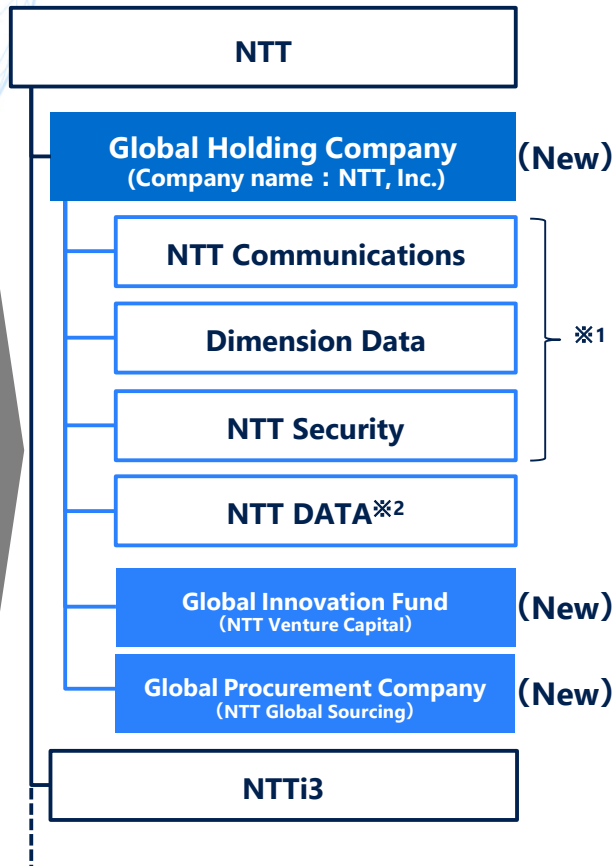 NTT
Global Holding Company
(Company name：NTT, Inc.)
（New）
NTT Communications
Dimension Data
※1
NTT Security
NTT DATA※2
Global Innovation Fund
（NTT Venture Capital）
（New）
Global Procurement Company
（NTT Global Sourcing）
（New）
NTTi3